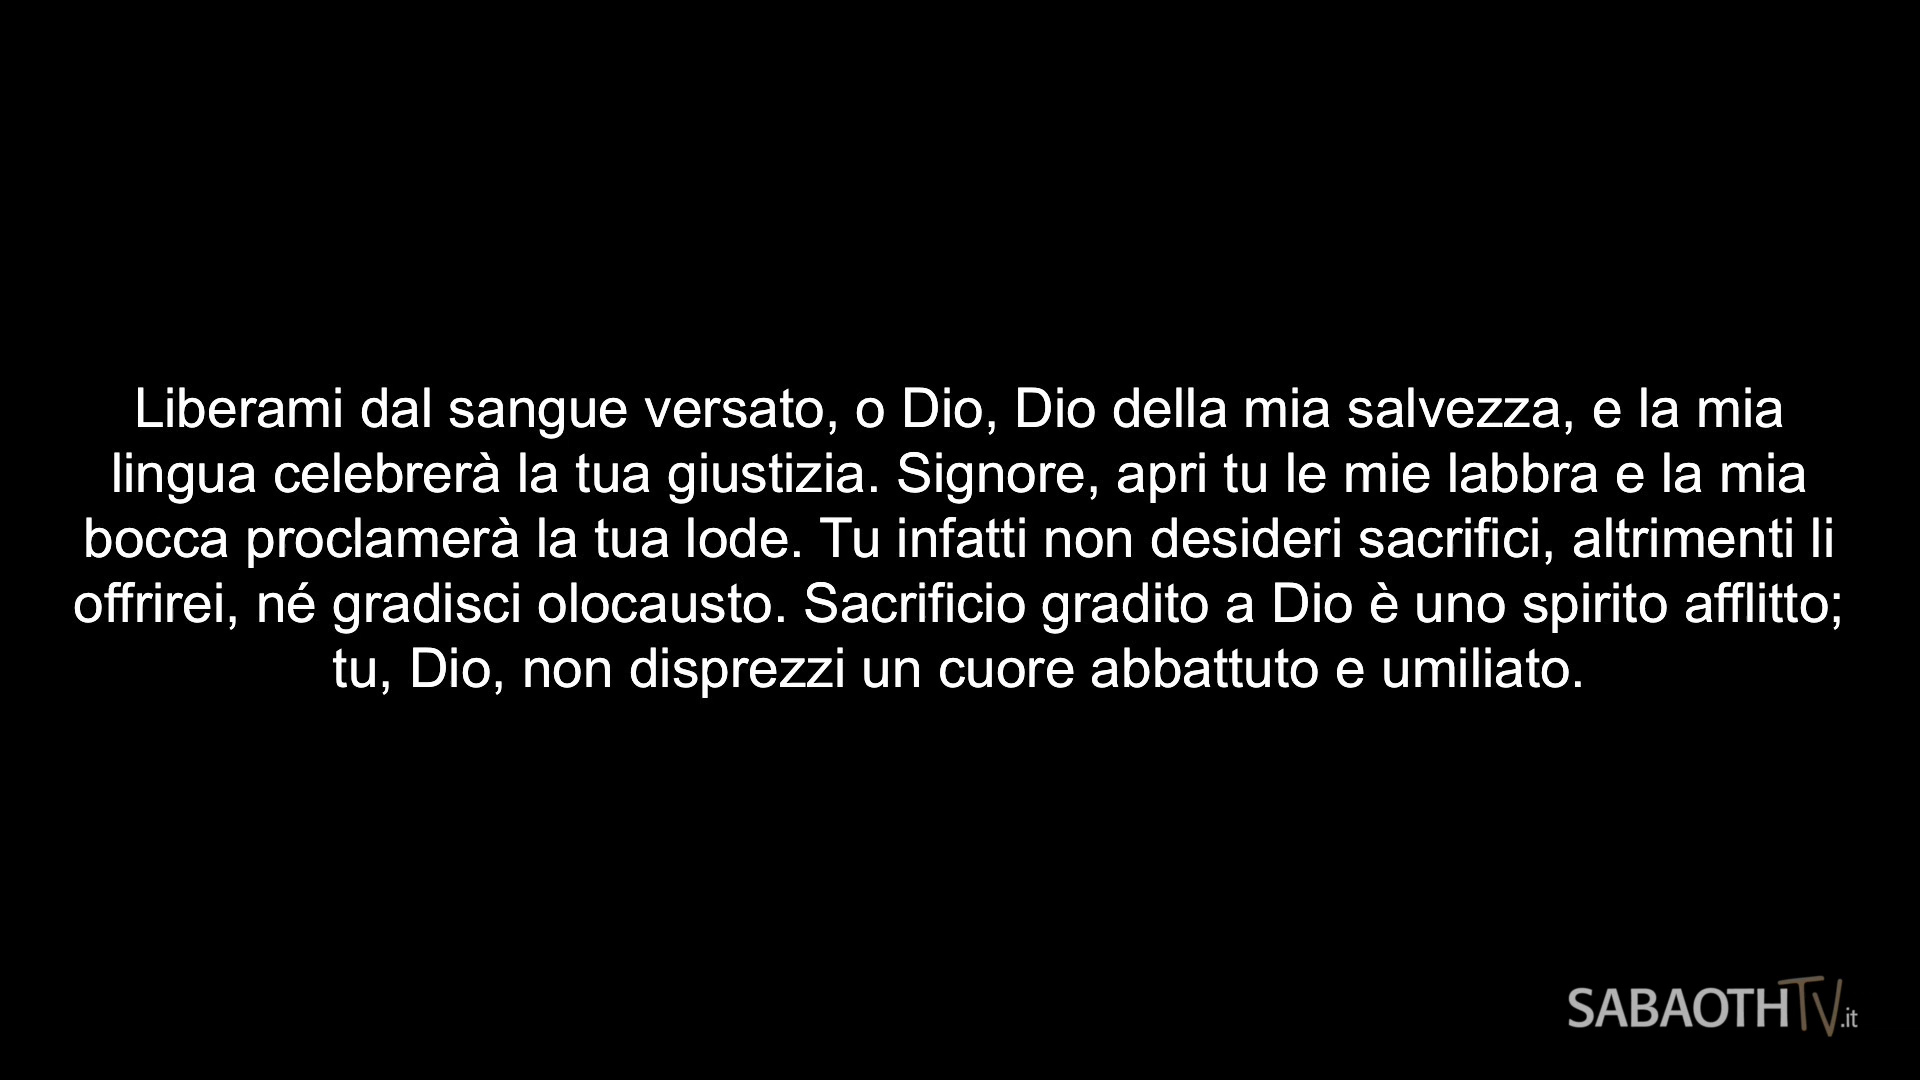 Liberami dal sangue versato, o Dio, Dio della mia salvezza, e la mia
lingua celebrerà la tua giustizia. Signore, apri tu le mie labbra e la mia
bocca proclamerà la tua lode. Tu infatti non desideri sacrifici, altrimenti li
offrirei, né gradisci olocausto. Sacrificio gradito a Dio è uno spirito afflitto;
tu, Dio, non disprezzi un cuore abbattuto e umiliato.
SABAOTHTV.it